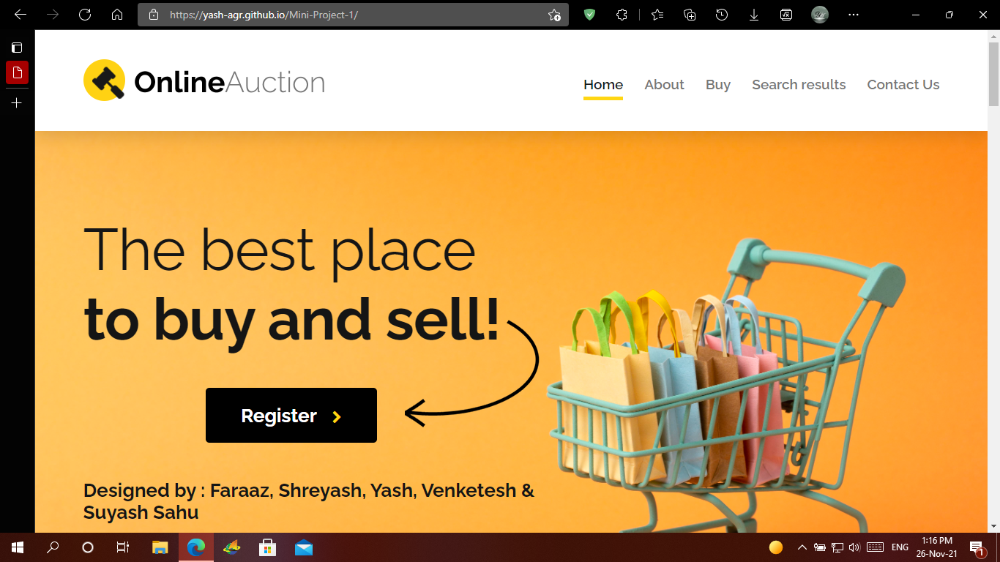 https://yash-agr.github.io/Mini-Project-1/
OnlineAuction
Home About Buy Search results Contact Us
The best place
to buy and sell!
Register
Designed by : Faraaz, Shreyash, Yash, Venketesh &
Suyash Sahu
ENG
1:16 PM
26-Nov-21
1